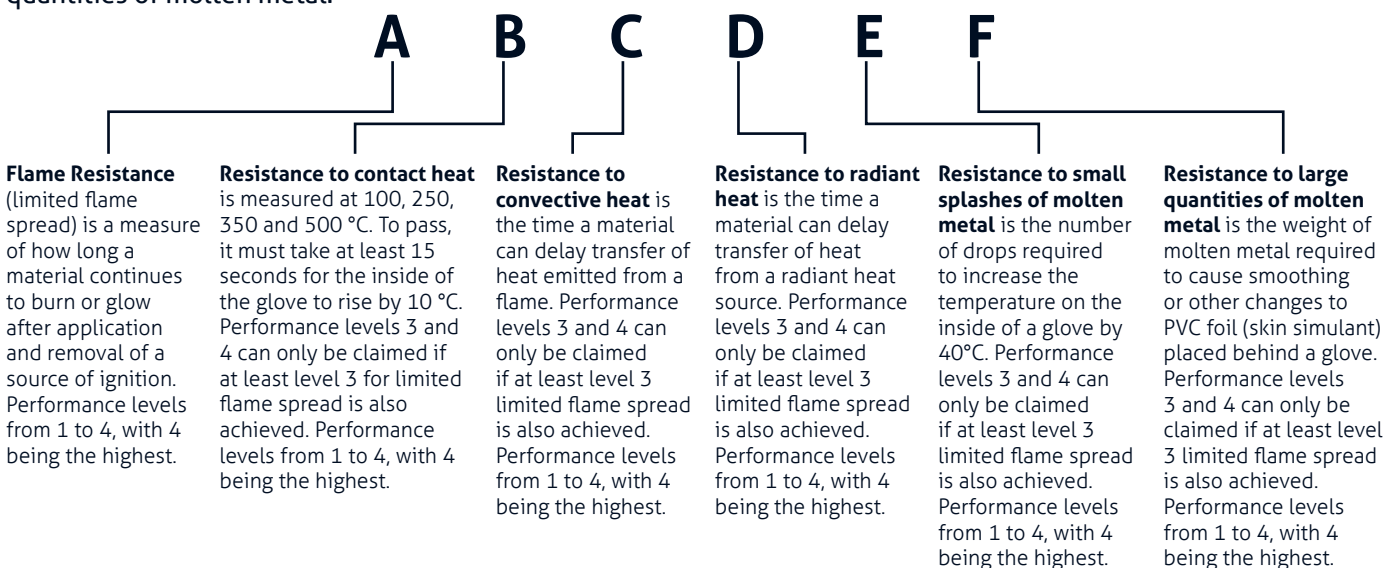 quantities of molten metal.
A B C D E F
Flame Resistance
(limited flame
spread) is a measure
of how long a
material continues
to burn or glow
after application
and removal of a
source of ignition.
Performance levels
from 1 to 4, with 4
being the highest.
Resistance to contact heat
is measured at 100, 250,
350 and 500 °C. To pass,
it must take at least 15
seconds for the inside of
the glove to rise by 10 °C.
Performance levels 3 and
4 can only be claimed if
at least level 3 for limited
flame spread is also
achieved. Performance
levels from 1 to 4, with 4
being the highest.
Resistance to
convective heat is
the time a material
can delay transfer of
heat emitted from a
flame. Performance
levels 3 and 4 can
only be claimed
if at least level 3
limited flame spread
is also achieved.
Performance levels
from 1 to 4, with 4
being the highest.
Resistance to radiant
heat is the time a
material can delay
transfer of heat
from a radiant heat
source. Performance
levels 3 and 4 can
only be claimed
if at least level 3
limited flame spread
is also achieved.
Performance levels
from 1 to 4, with 4
being the highest.
Resistance to small
splashes of molten
metal is the number
of drops required
to increase the
temperature on the
inside of a glove by
40°C. Performance
levels 3 and 4 can
only be claimed
if at least level 3
limited flame spread
is also achieved.
Performance levels
from 1 to 4, with 4
being the highest.
Resistance to large
quantities of molten
metal is the weight of
molten metal required
to cause smoothing
or other changes to
PVC foil (skin simulant)
placed behind a glove.
Performance levels
3 and 4 can only be
claimed if at least level
3 limited flame spread
is also achieved.
Performance levels
from 1 to 4, with 4
being the highest.